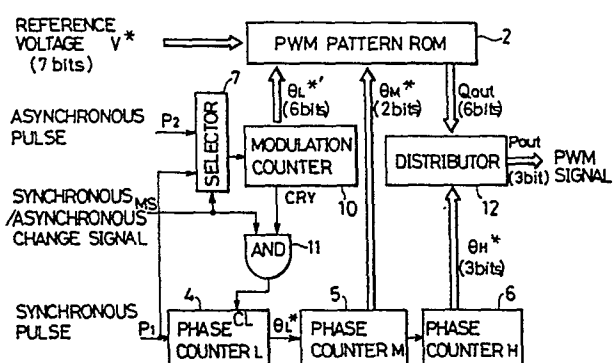 REFERENCE
VOLTAGE V*
(7 bits)
PWM PATTERN ROM
2
7
θL*'
(6bits)
θM*
(2bits)
Qout
(6bits)
ASYNCHRONOUS
PULSE
P2
SELECTOR
MODULATION
COUNTER
10
DISTRIBUTOR
12
Pout
(3bit)
PWM
SIGNAL
SYNCHRONOUS
/ASYNCHRONOUS
CHANGE SIGNAL
MS
CRY
AND
11
θH*
(3bits)
SYNCHRONOUS
PULSE
P1
4
CL
PHASE
COUNTER L
θL*
5
PHASE
COUNTER M
6
PHASE
COUNTER H